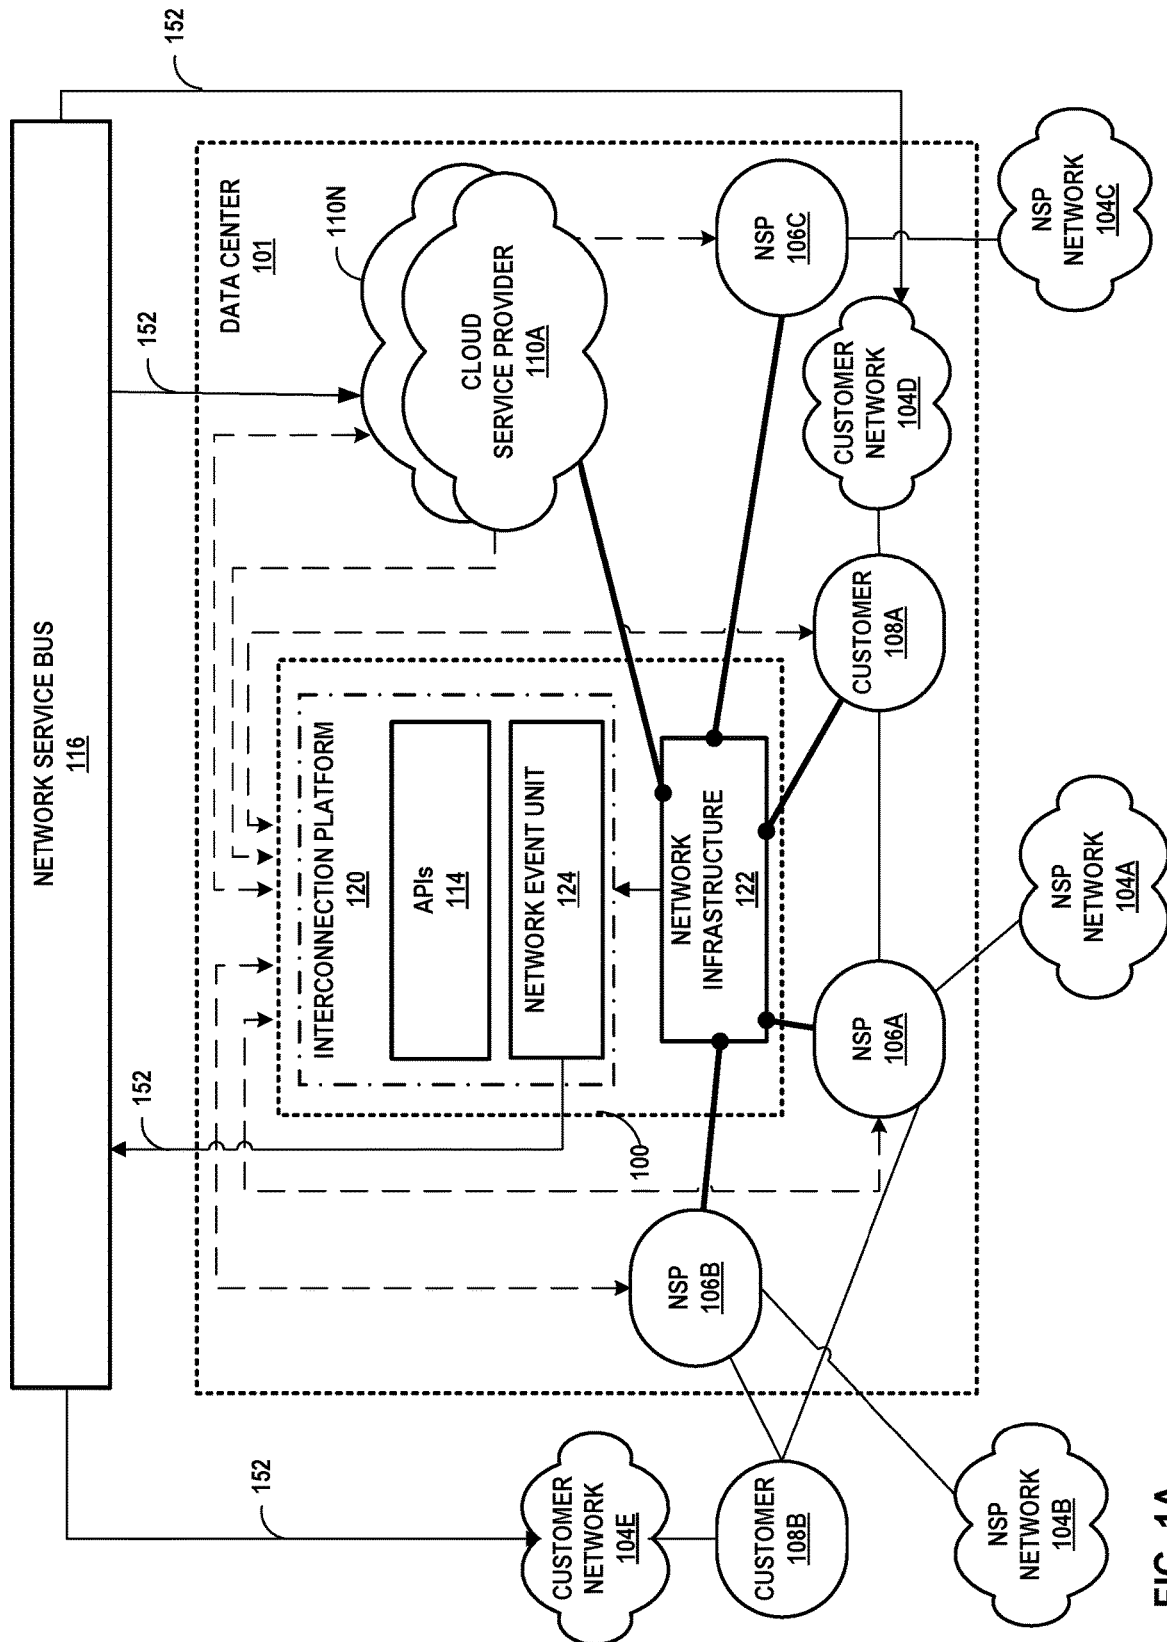 NETWORK SERVICE BUS
116
152
152
152
152
DATA CENTER
101
INTERCONNECTION PLATFORM
120
APIs
114
NETWORK EVENT UNIT
124
100
NETWORK
INFRASTRUCTURE
122
110N
CLOUD
SERVICE PROVIDER
110A
NSP
106B
NSP
106A
CUSTOMER
108A
CUSTOMER
NETWORK
104D
NSP
106C
CUSTOMER
NETWORK
104E
CUSTOMER
108B
NSP
NETWORK
104B
NSP
NETWORK
104A
NSP
NETWORK
104C
FIG. 1A